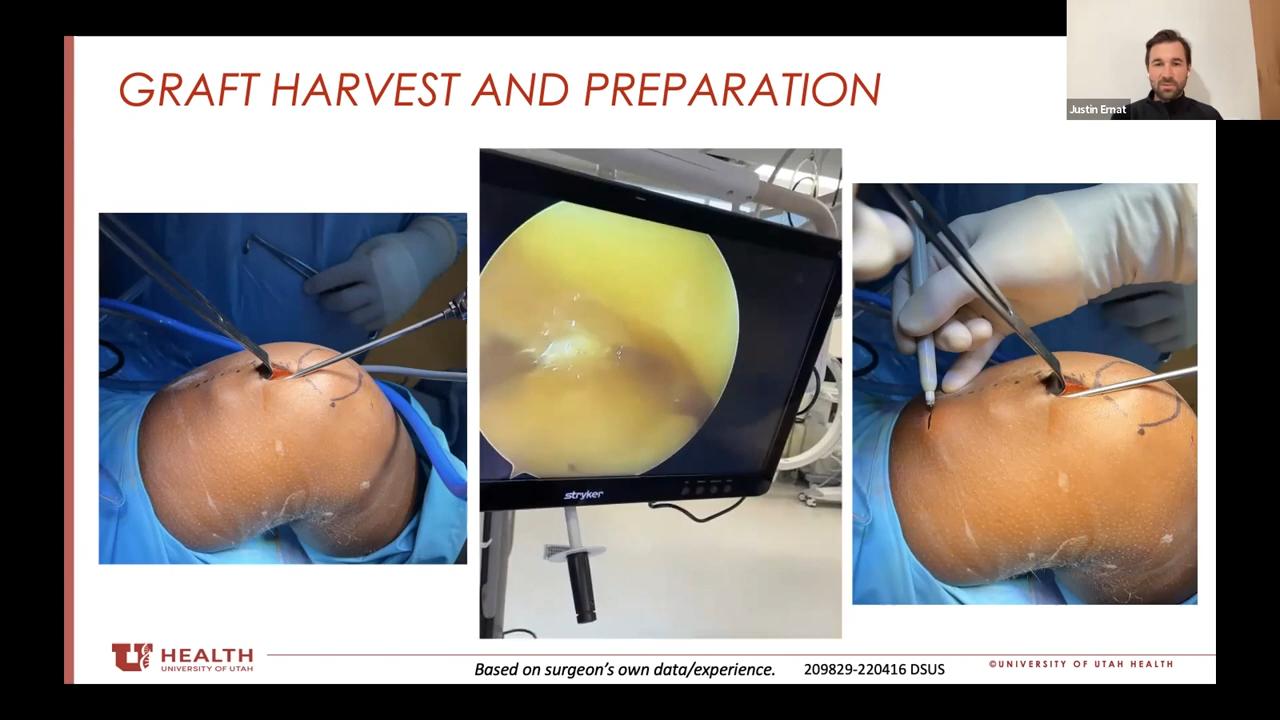 GRAFT HARVEST AND PREPARATION
Justin Ernat
stryker
U HEALTH
UNIVERSITY OF UTAH
Based on surgeon's own data/experience.
209829-220416 DSUS
©UNIVERSITY OF UTAH HEALTH